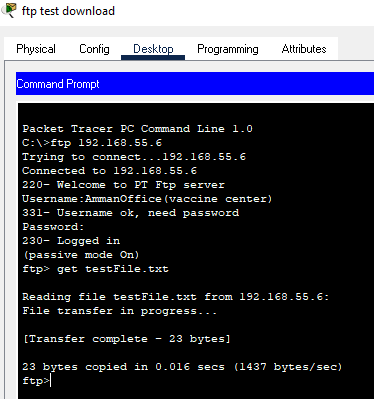 ftp test download
Physical Config Desktop Programming Attributes
Command Prompt
Packet Tracer PC Command Line 1.0
C:\>ftp 192.168.55.6
Trying to connect...192.168.55.6
Connected to 192.168.55.6
220- Welcome to PT Ftp server
Username:AmmanOffice(vaccine center)
331- Username ok, need password
Password:
230- Logged in
(passive mode On)
ftp> get testFile.txt
Reading file testFile.txt from 192.168.55.6:
File transfer in progress...
[Transfer complete - 23 bytes]
23 bytes copied in 0.016 secs (1437 bytes/sec)
ftp>